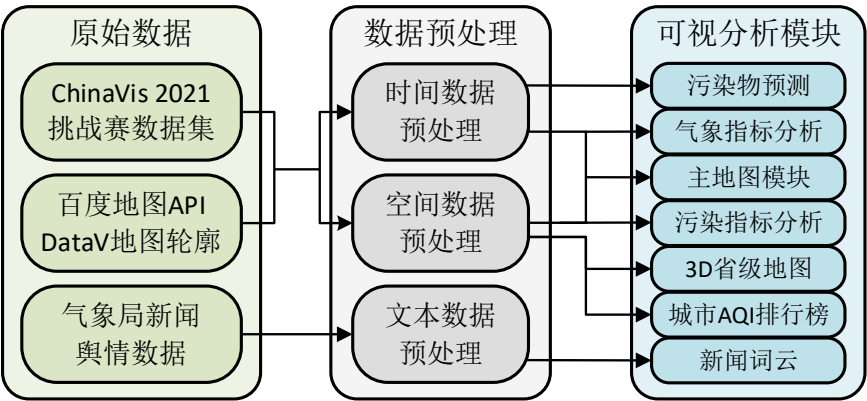 原始数据
ChinaVis 2021
挑战赛数据集
百度地图API
DataV地图轮廓
气象局新闻
舆情数据
数据预处理
时间数据
预处理
空间数据
预处理
文本数据
预处理
可视分析模块
污染物预测
气象指标分析
主地图模块
污染指标分析
3D省级地图
城市AQI排行榜
新闻词云